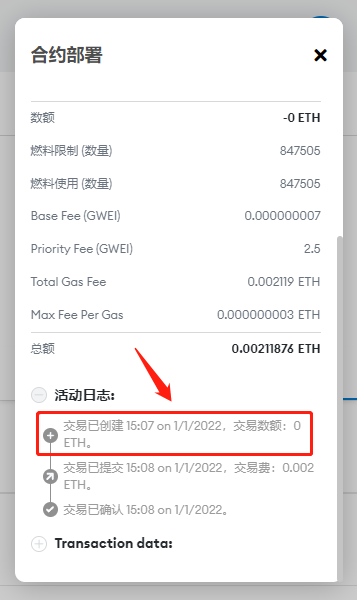 合约部署
数额 -0 ETH
燃料限制 (数量) 847505
燃料使用 (数量) 847505
Base Fee (GWEI) 0.000000007
Priority Fee (GWEI) 2.5
Total Gas Fee 0.002119 ETH
Max Fee Per Gas 0.000000003 ETH
总额 0.00211876 ETH
活动日志:
交易已创建 15:07 on 1/1/2022，交易数额：0
ETH。
交易已提交 15:08 on 1/1/2022，交易费：0.002
ETH。
交易已确认 15:08 on 1/1/2022。
Transaction data: